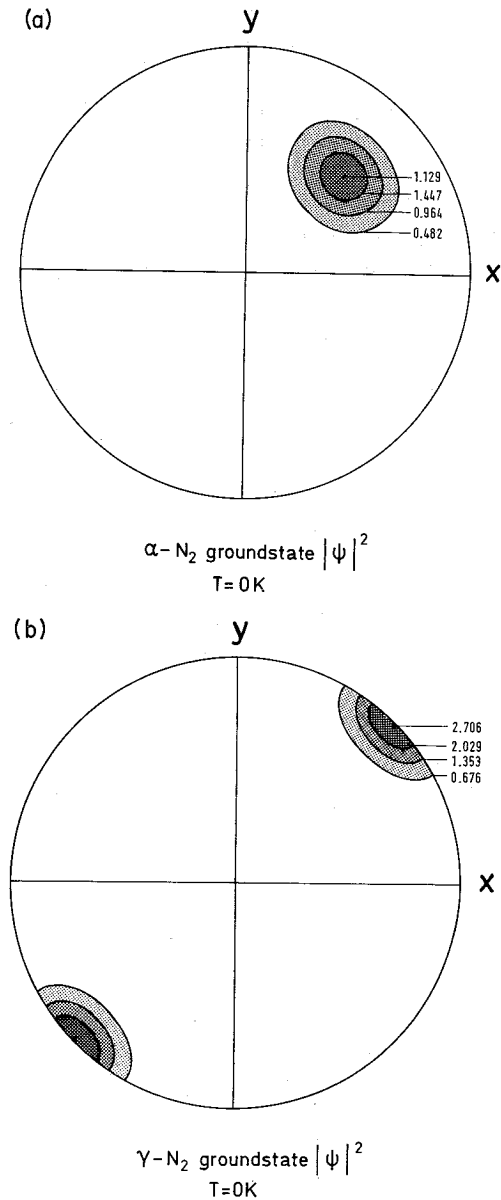 (a)
y
1.129
1.447
0.964
0.482
x
α-N₂ groundstate |ψ|²
T=0K
(b)
y
2.706
2.029
1.353
0.676
x
γ-N₂ groundstate |ψ|²
T=0K